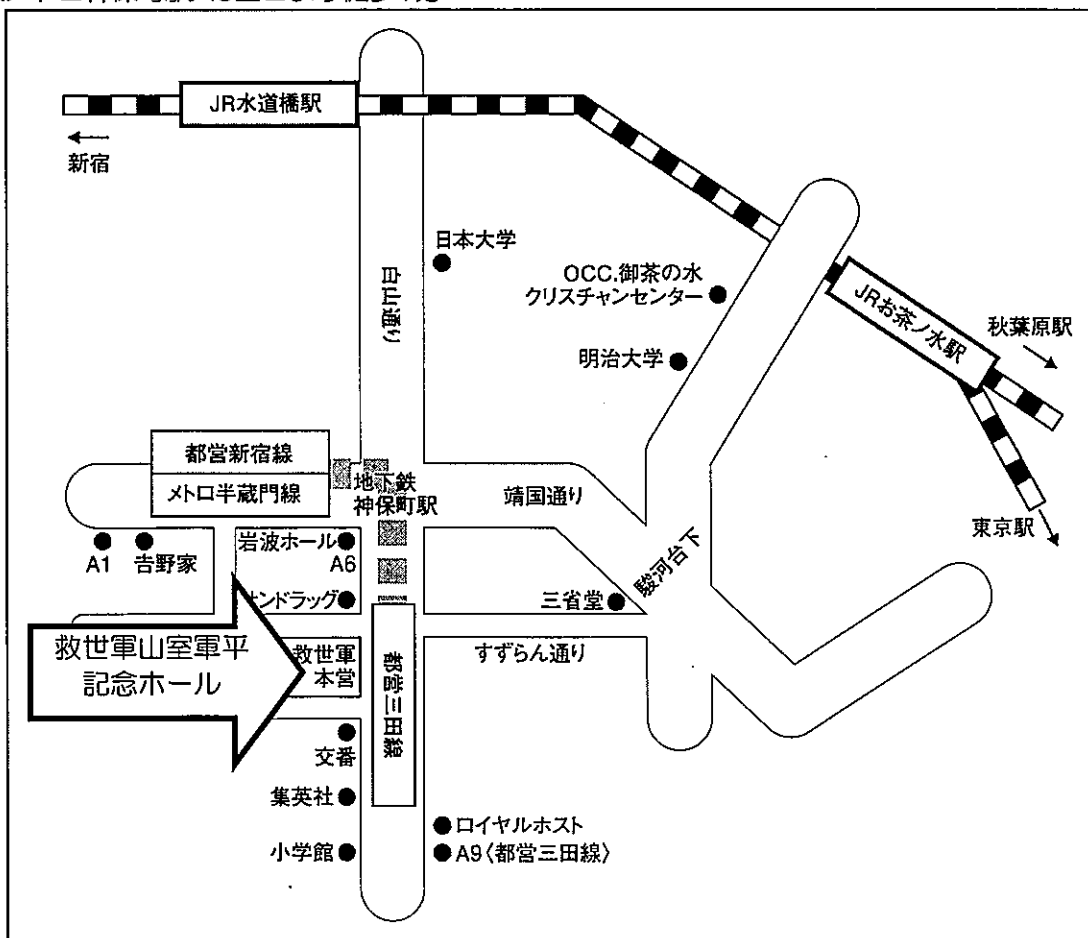 JR水道橋駅
新宿
日本大学
白山通り
OCC.御茶の水
クリスチャンセンター
JRお茶ノ水駅
秋葉原駅
明治大学
都営新宿線
メトロ半蔵門線
地下鉄
神保町駅
靖国通り
東京駅
A1
𠮷野家
岩波ホール
A6
駿河台下
ンドラッグ
三省堂
救世軍山室軍平
記念ホール
救世軍
本営
都営三田線
すずらん通り
交番
集英社
ロイヤルホスト
小学館
A9〈都営三田線〉